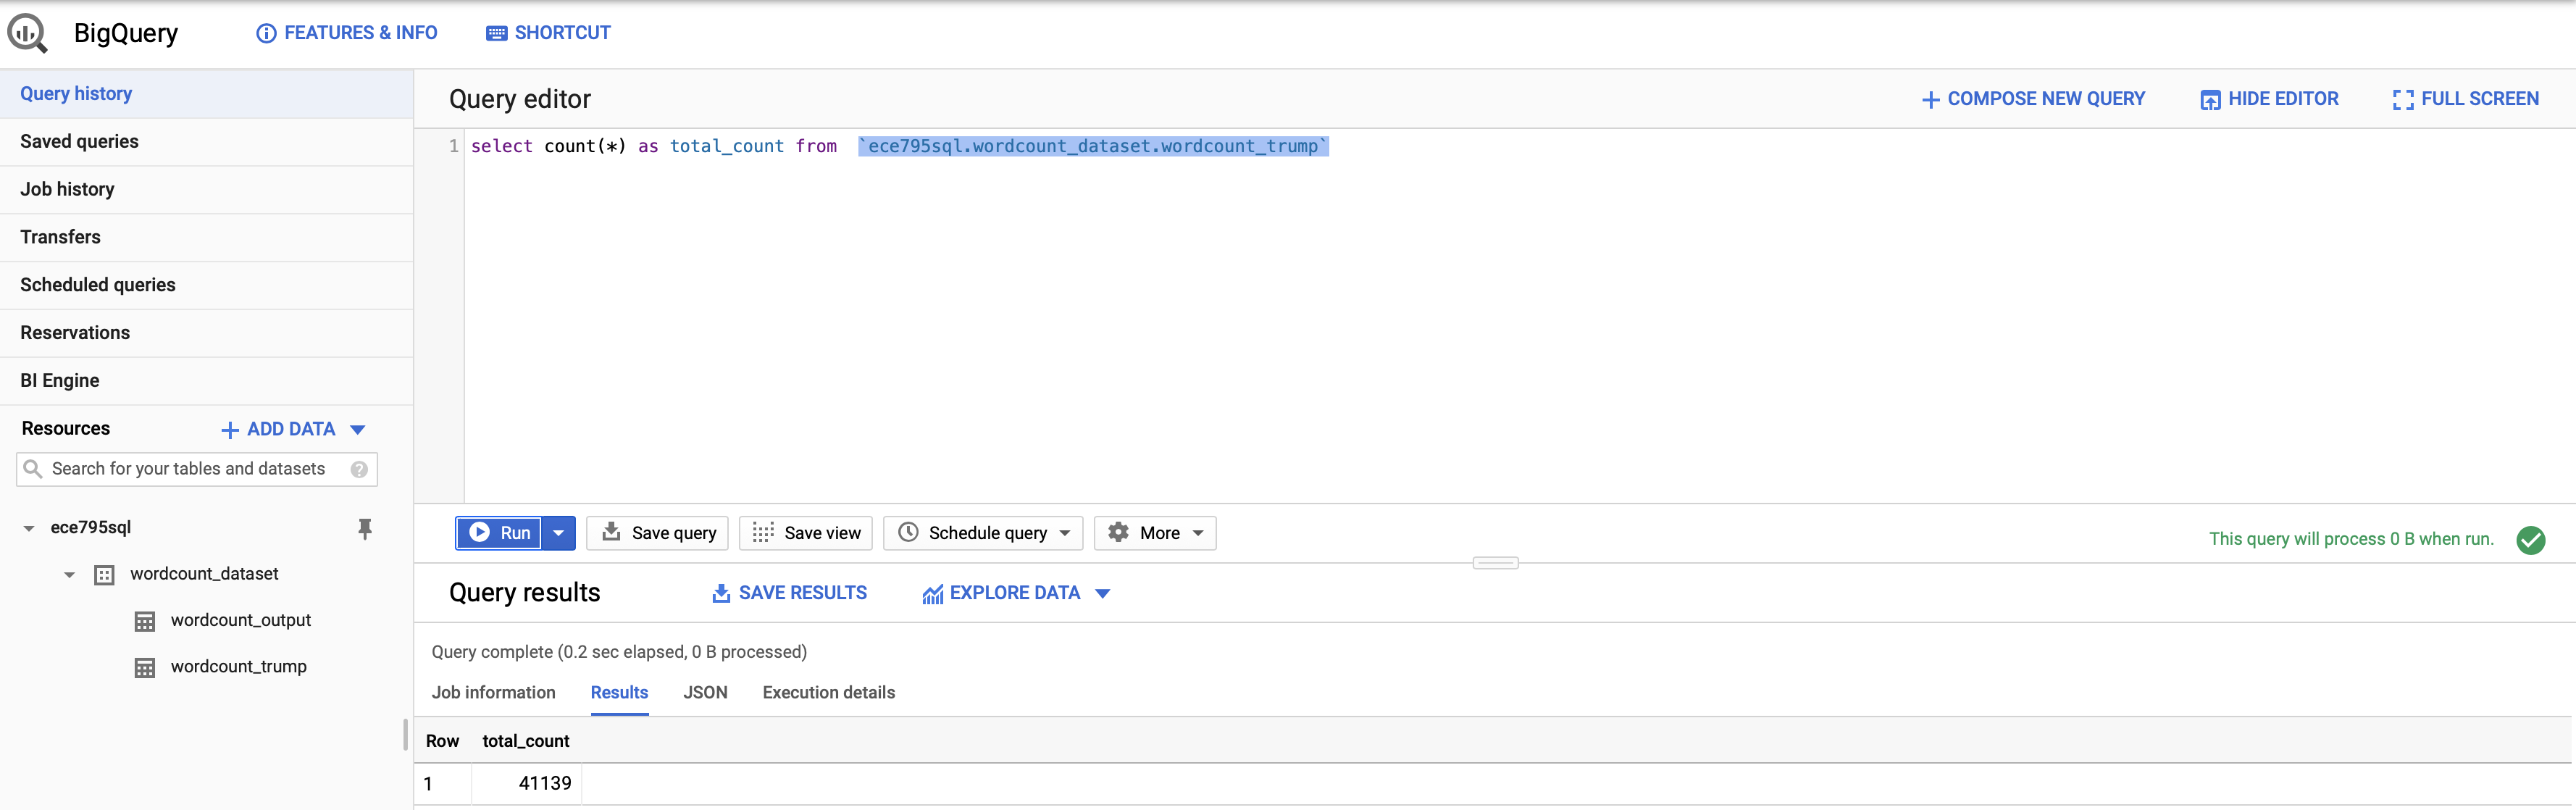 BigQuery
FEATURES & INFO
SHORTCUT
Query history
Saved queries
Job history
Transfers
Scheduled queries
Reservations
BI Engine
Resources
ADD DATA
Search for your tables and datasets
ece795sql
wordcount_dataset
wordcount_output
wordcount_trump
Query editor
COMPOSE NEW QUERY
HIDE EDITOR
FULL SCREEN
1 select count(*) as total_count from `ece795sql.wordcount_dataset.wordcount_trump`
Run
Save query
Save view
Schedule query
More
This query will process 0 B when run.
Query results
SAVE RESULTS
EXPLORE DATA
Query complete (0.2 sec elapsed, 0 B processed)
Job information
Results
JSON
Execution details
Row total_count
1 41139